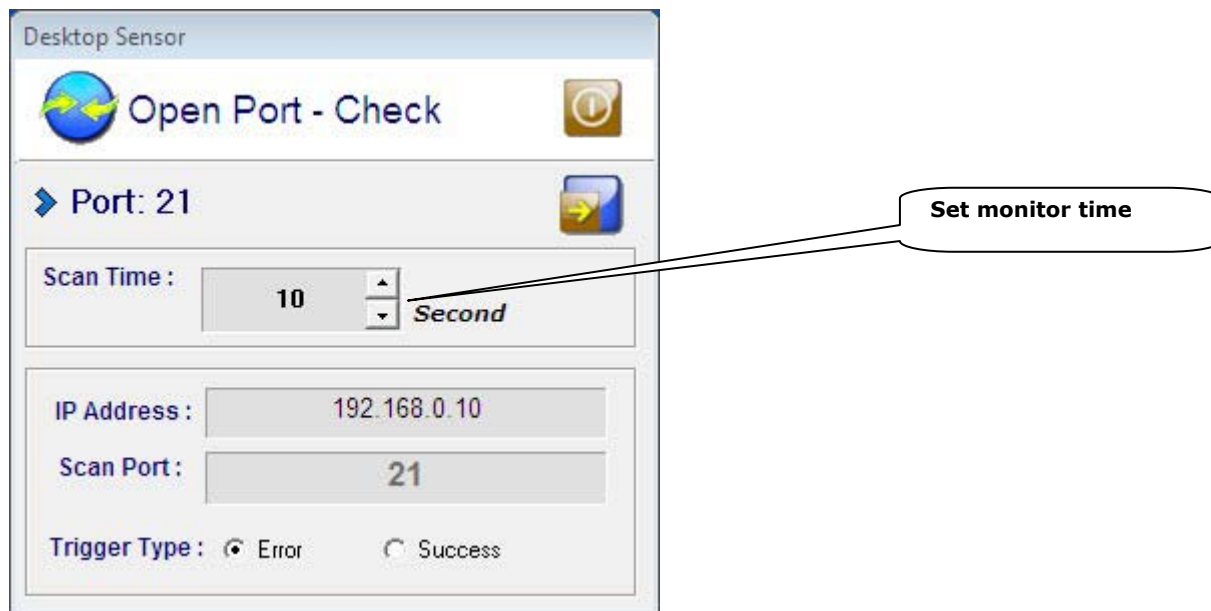 Desktop Sensor
Open Port - Check
Port: 21
Set monitor time
Scan Time :
10
Second
IP Address :
192.168.0.10
Scan Port :
21
Trigger Type : Error Success